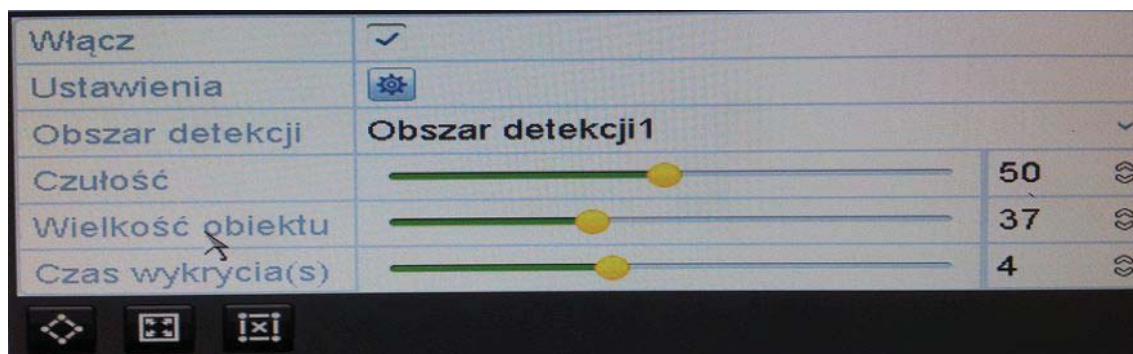 Włącz
Ustawienia
Obszar detekcji Obszar detekcji1
Czułość 50
Wielkość obiektu 37
Czas wykrycia(s) 4